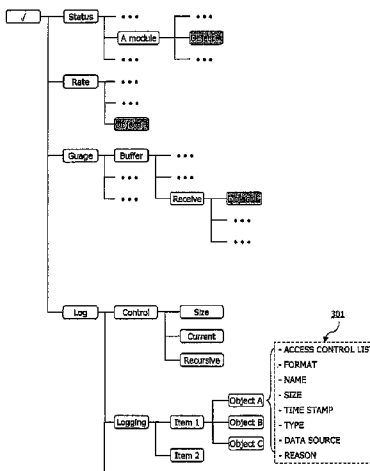 /
Status
• • •
• • •
A module
• • •
• • •
• • •
Rate
• • •
• • •
Guage
Buffer
• • •
• • •
• • •
• • •
Receive
• • •
• • •
Log
Control
Size
Current
Recursive
Logging
Item 1
Object A
Object B
Object C
Item 2
301
- ACCESS CONTROL LIST
- FORMAT
- NAME
- SIZE
- TIME STAMP
- TYPE
- DATA SOURCE
- REASON